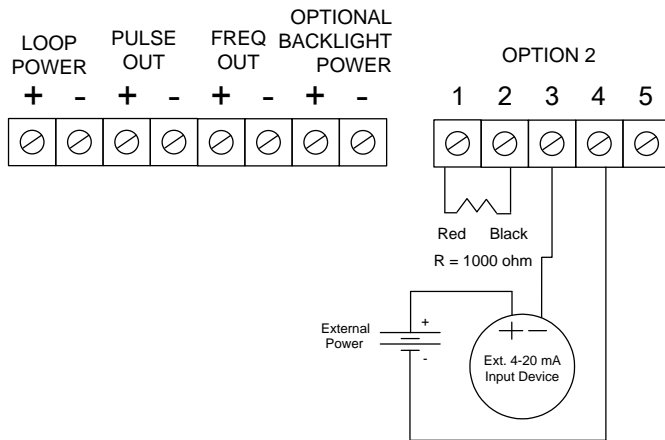 LOOP
POWER
PULSE
OUT
FREQ
OUT
OPTIONAL
BACKLIGHT
POWER
+ - + - + - + -
OPTION 2
1 2 3 4 5
Red Black
R = 1000 ohm
External
Power
+
-
+ -
Ext. 4-20 mA
Input Device